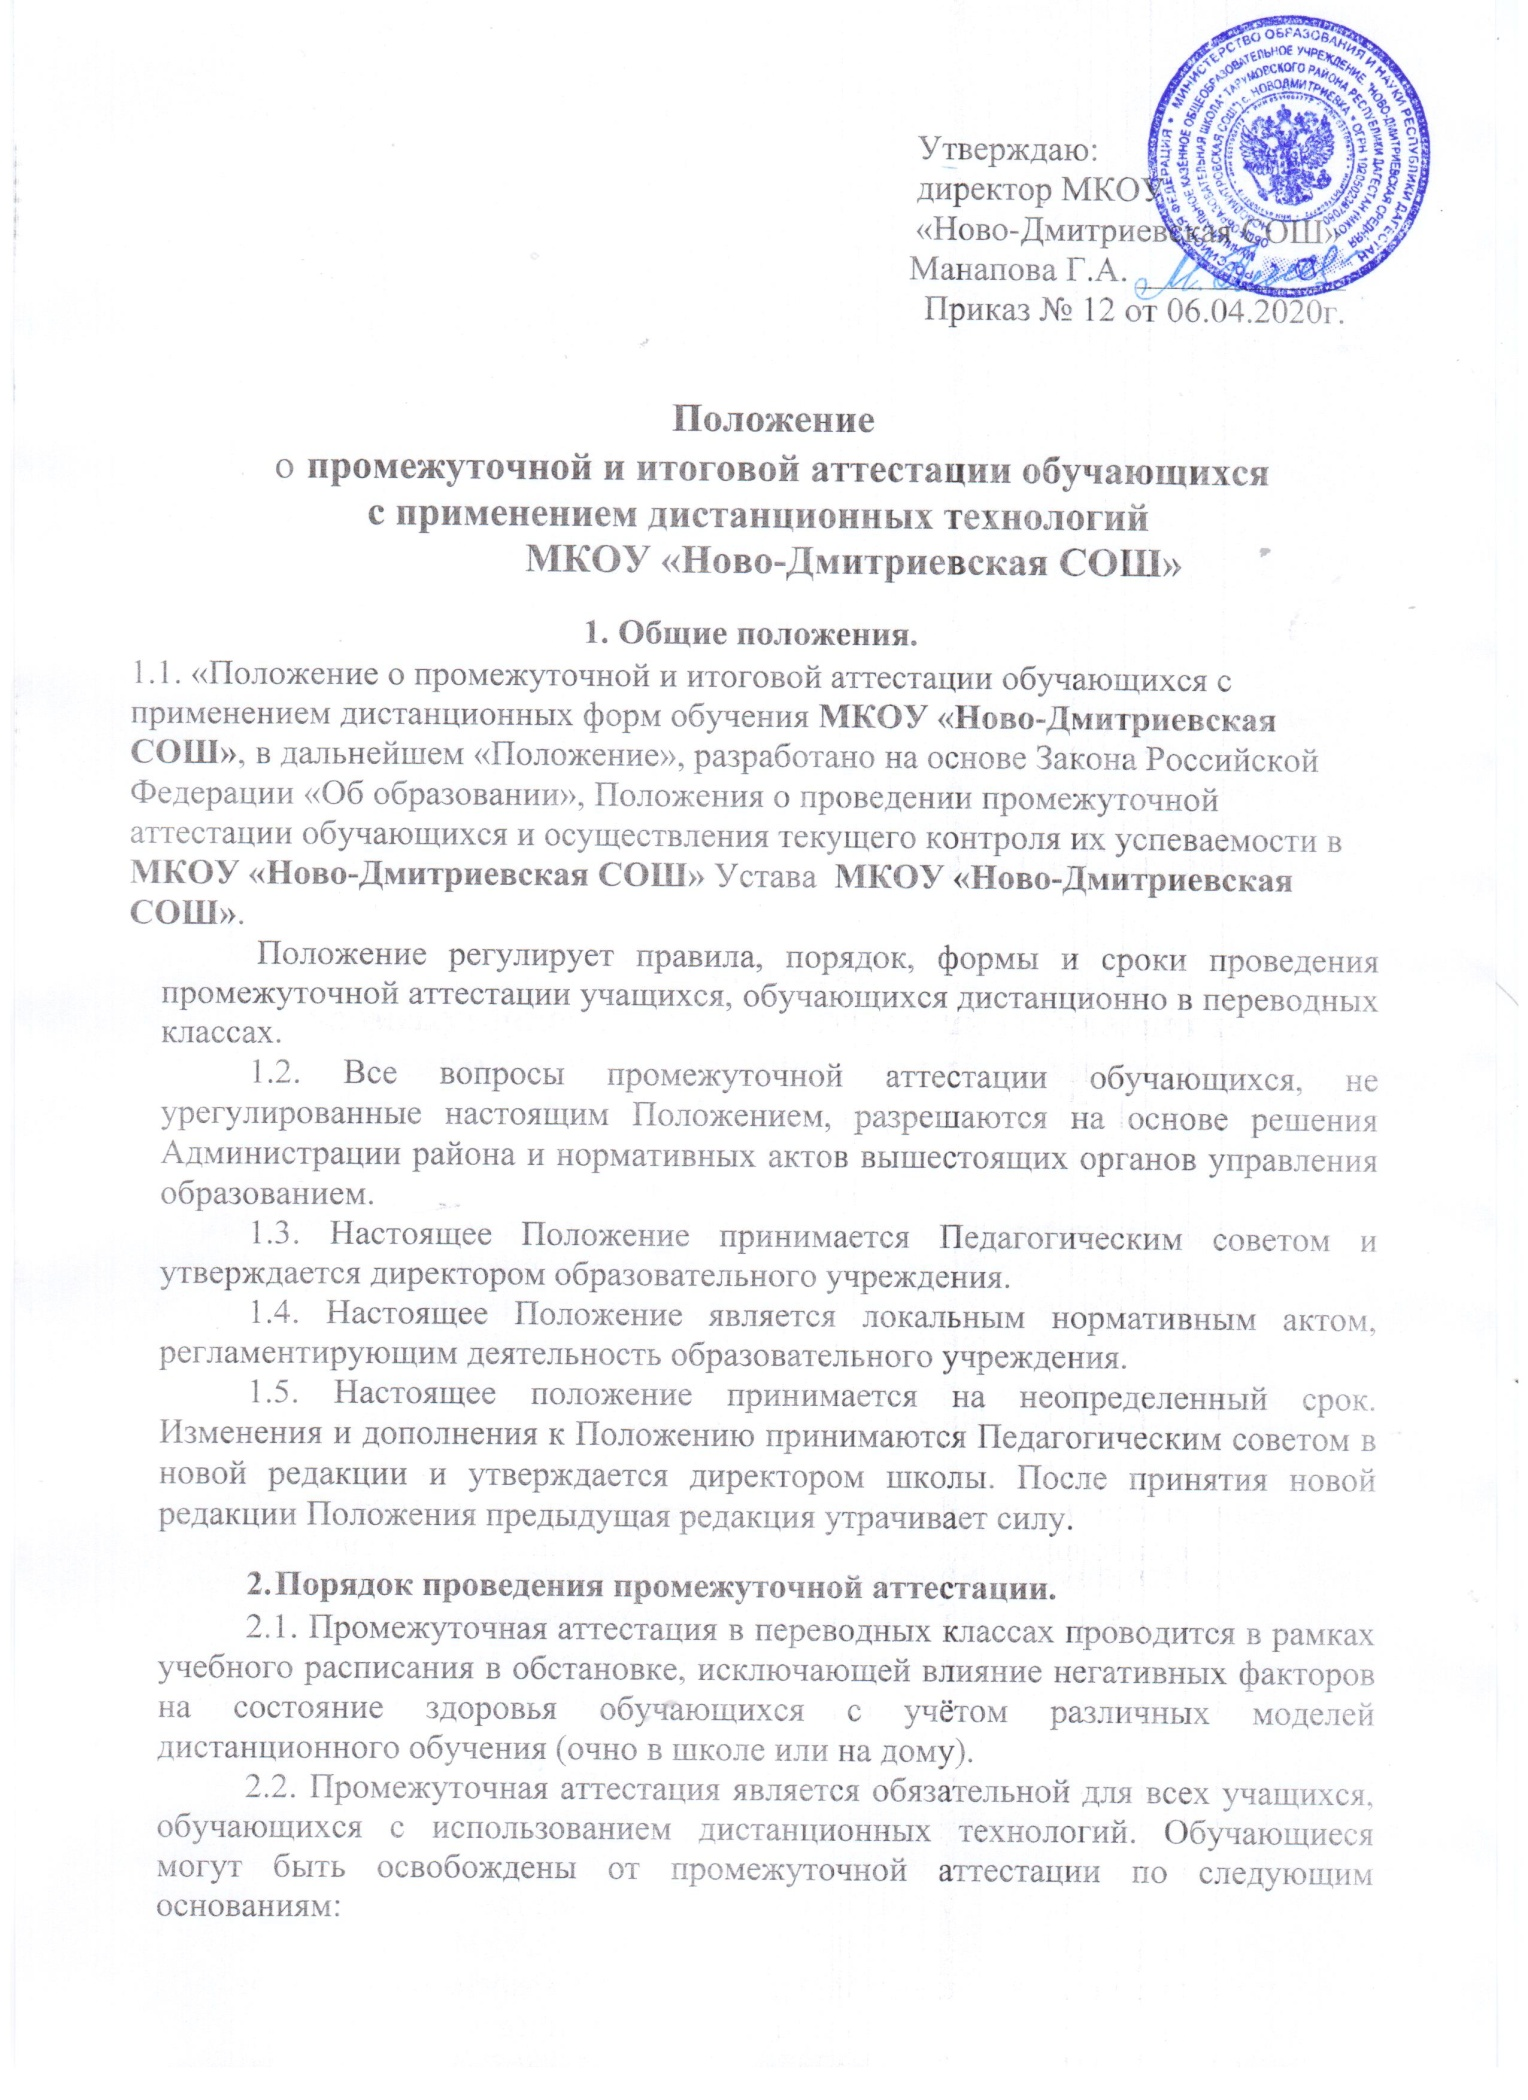 Утверждаю:
директор МКОУ
«Ново-Дмитриевская СОШ»
Манапова Г.А.
Приказ № 12 от 06.04.2020г.
Положение
о промежуточной и итоговой аттестации обучающихся
с применением дистанционных технологий
МКОУ «Ново-Дмитриевская СОШ»
1. Общие положения.
1.1. «Положение о промежуточной и итоговой аттестации обучающихся с
применением дистанционных форм обучения МКОУ «Ново-Дмитриевская
СОШ», в дальнейшем «Положение», разработано на основе Закона Российской
Федерации «Об образовании», Положения о проведении промежуточной
аттестации обучающихся и осуществления текущего контроля их успеваемости в
МКОУ «Ново-Дмитриевская СОШ» Устава МКОУ «Ново-Дмитриевская
СОШ».
Положение регулирует правила, порядок, формы и сроки проведения
промежуточной аттестации учащихся, обучающихся дистанционно в переводных
классах.
1.2. Все вопросы промежуточной аттестации обучающихся, не
урегулированные настоящим Положением, разрешаются на основе решения
Администрации района и нормативных актов вышестоящих органов управления
образованием.
1.3. Настоящее Положение принимается Педагогическим советом и
утверждается директором образовательного учреждения.
1.4. Настоящее Положение является локальным нормативным актом,
регламентирующим деятельность образовательного учреждения.
1.5. Настоящее положение принимается на неопределенный срок.
Изменения и дополнения к Положению принимаются Педагогическим советом в
новой редакции и утверждается директором школы. После принятия новой
редакции Положения предыдущая редакция утрачивает силу.
2.Порядок проведения промежуточной аттестации.
2.1. Промежуточная аттестация в переводных классах проводится в рамках
учебного расписания в обстановке, исключающей влияние негативных факторов
на состояние здоровья обучающихся с учётом различных моделей
дистанционного обучения (очно в школе или на дому).
2.2. Промежуточная аттестация является обязательной для всех учащихся,
обучающихся с использованием дистанционных технологий. Обучающиеся
могут быть освобождены от промежуточной аттестации по следующим
основаниям:
МИНИСТЕРСТВО ОБРАЗОВАНИЯ И НАУКИ РЕСПУБЛИКИ ДАГЕСТАН